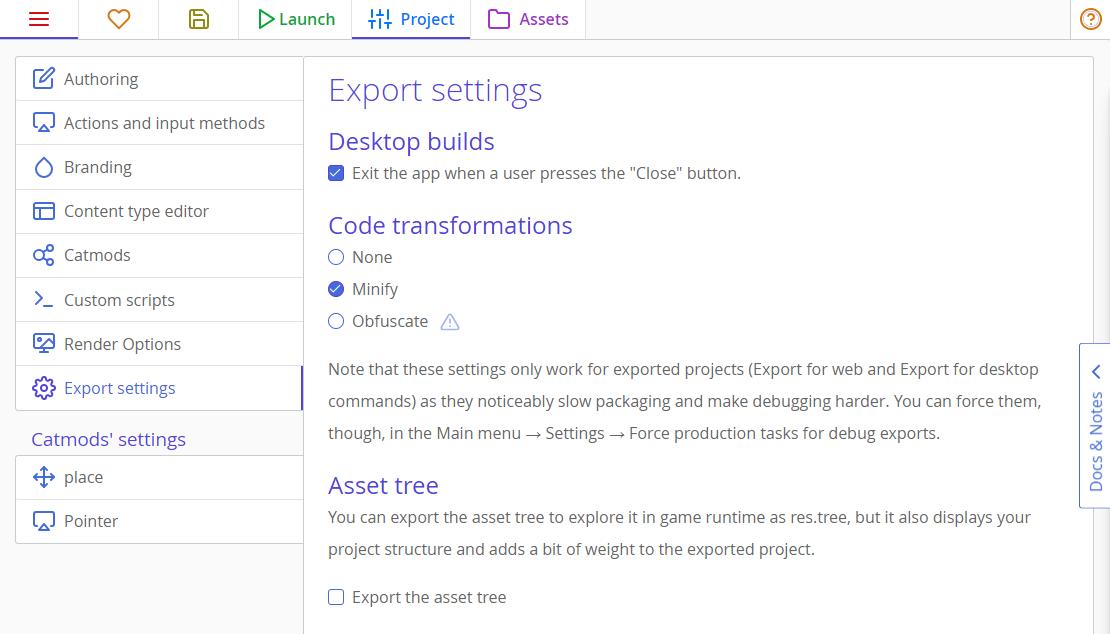 Launch
Project
Assets
Authoring
Actions and input methods
Branding
Content type editor
Catmods
Custom scripts
Render Options
Export settings
Catmods' settings
place
Pointer
Export settings
Desktop builds
Exit the app when a user presses the "Close" button.
Code transformations
None
Minify
Obfuscate
Note that these settings only work for exported projects (Export for web and Export for desktop
commands) as they noticeably slow packaging and make debugging harder. You can force them,
though, in the Main menu → Settings → Force production tasks for debug exports.
Asset tree
You can export the asset tree to explore it in game runtime as res.tree, but it also displays your
project structure and adds a bit of weight to the exported project.
Export the asset tree
Docs & Notes